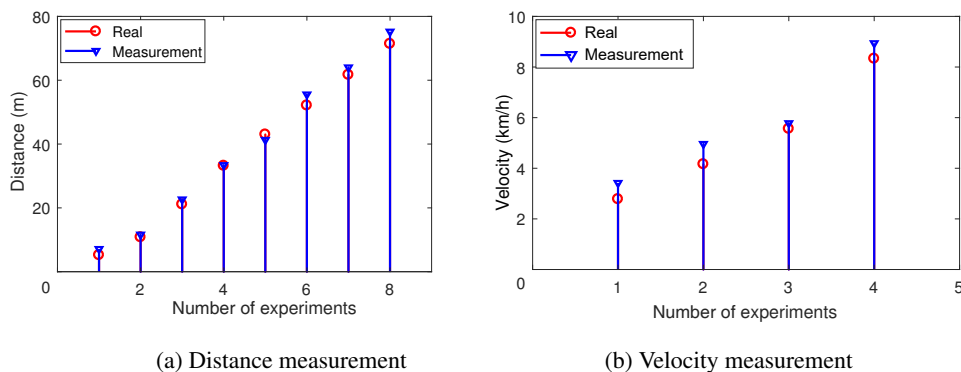 80
60
40
20
0
Distance (m)
Real
Measurement
2 4 6 8
Number of experiments
(a) Distance measurement
10
8
6
4
2
0
Velocity (km/h)
Real
Measurement
1 2 3 4 5
Number of experiments
(b) Velocity measurement